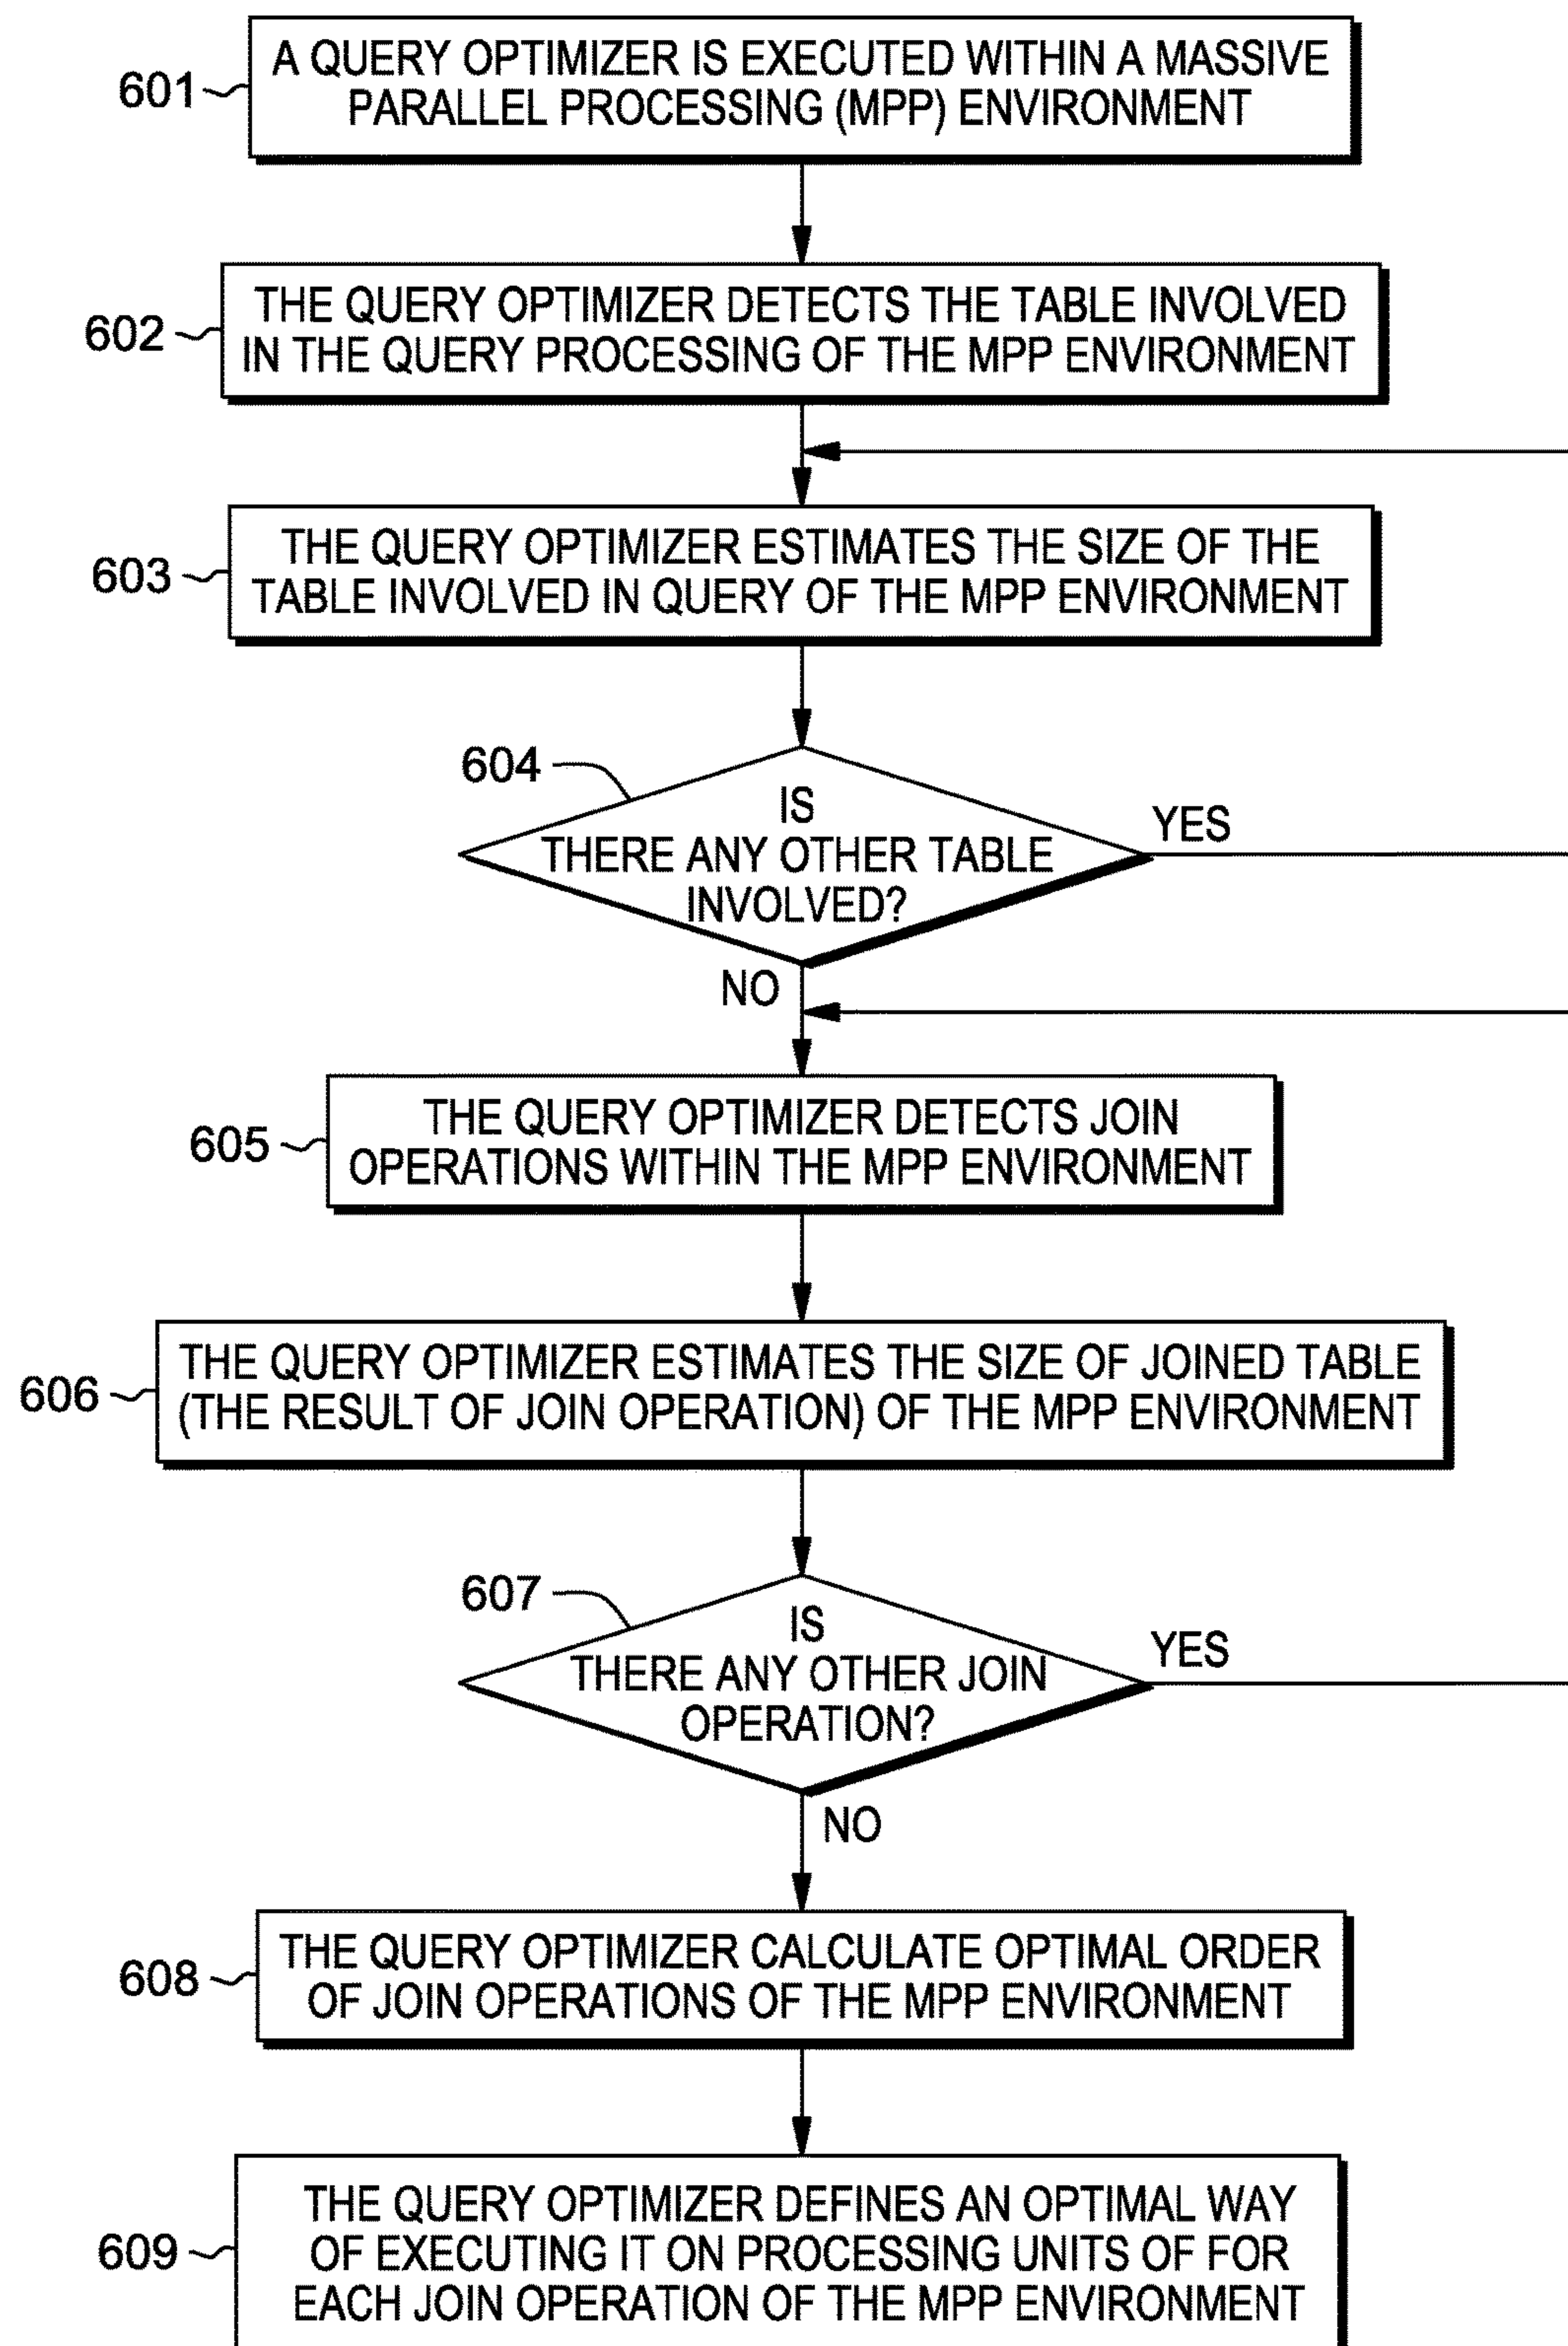 601
A QUERY OPTIMIZER IS EXECUTED WITHIN A MASSIVE
PARALLEL PROCESSING (MPP) ENVIRONMENT
602
THE QUERY OPTIMIZER DETECTS THE TABLE INVOLVED
IN THE QUERY PROCESSING OF THE MPP ENVIRONMENT
603
THE QUERY OPTIMIZER ESTIMATES THE SIZE OF THE
TABLE INVOLVED IN QUERY OF THE MPP ENVIRONMENT
604
IS
THERE ANY OTHER TABLE
INVOLVED?
YES
NO
605
THE QUERY OPTIMIZER DETECTS JOIN
OPERATIONS WITHIN THE MPP ENVIRONMENT
606
THE QUERY OPTIMIZER ESTIMATES THE SIZE OF JOINED TABLE
(THE RESULT OF JOIN OPERATION) OF THE MPP ENVIRONMENT
607
IS
THERE ANY OTHER JOIN
OPERATION?
YES
NO
608
THE QUERY OPTIMIZER CALCULATE OPTIMAL ORDER
OF JOIN OPERATIONS OF THE MPP ENVIRONMENT
609
THE QUERY OPTIMIZER DEFINES AN OPTIMAL WAY
OF EXECUTING IT ON PROCESSING UNITS OF FOR
EACH JOIN OPERATION OF THE MPP ENVIRONMENT